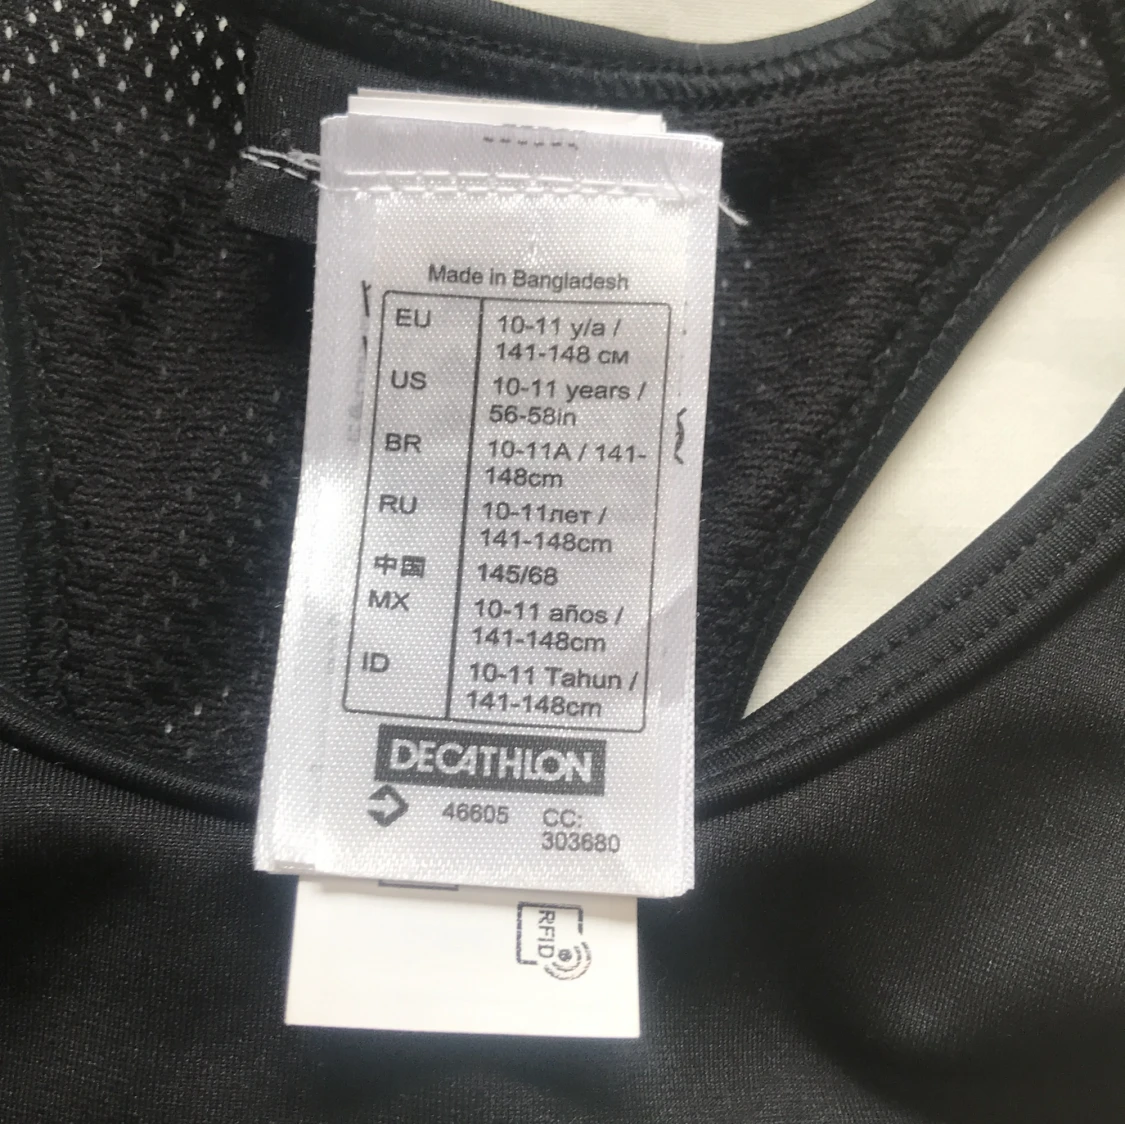 Made in Bangladesh
EU 10-11 y/a /
141-148 см
US 10-11 years /
56-58in
BR 10-11A / 141-
148cm
RU 10-11лет /
141-148cm
中国 145/68
MX 10-11 años /
141-148cm
ID 10-11 Tahun /
141-148cm
DECATHLON
46605 CC:
303680
RFID